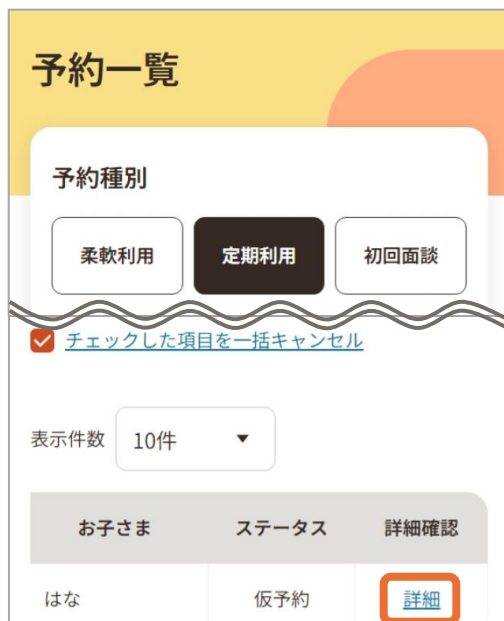 予約一覧
予約種別
柔軟利用 定期利用 初回面談
チェックした項目を一括キャンセル
表示件数 10件
お子さま ステータス 詳細確認
はな 仮予約 詳細